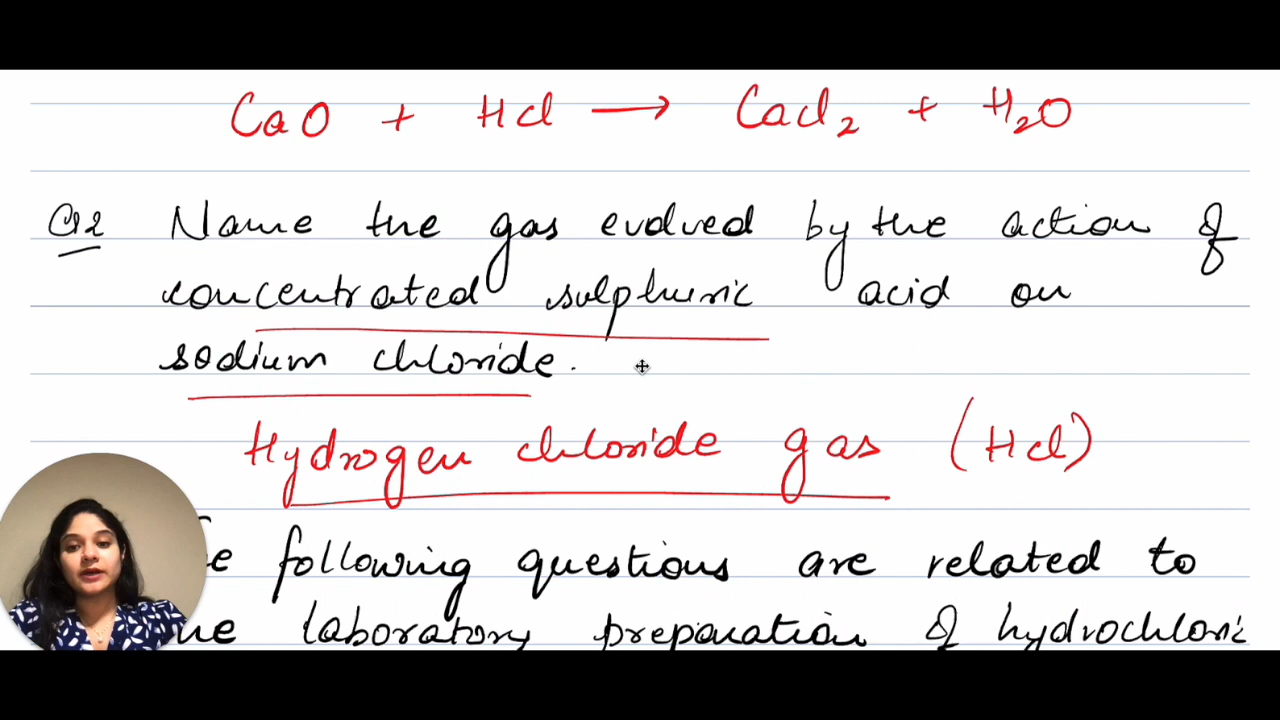 CaO + HCl → CaCl2 + H2O
Q2 Name the gas evolved by the action of
concentrated sulphuric acid on
sodium chloride.
Hydrogen chloride gas (HCl)
following questions are related to
laboratory preparation of hydrochloric